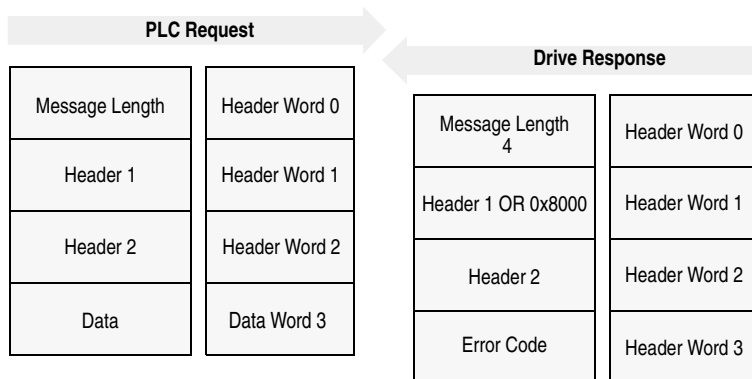 PLC Request
Message Length
Header Word 0
Header 1
Header Word 1
Header 2
Header Word 2
Data
Data Word 3
Drive Response
Message Length
4
Header Word 0
Header 1 OR 0x8000
Header Word 1
Header 2
Header Word 2
Error Code
Header Word 3